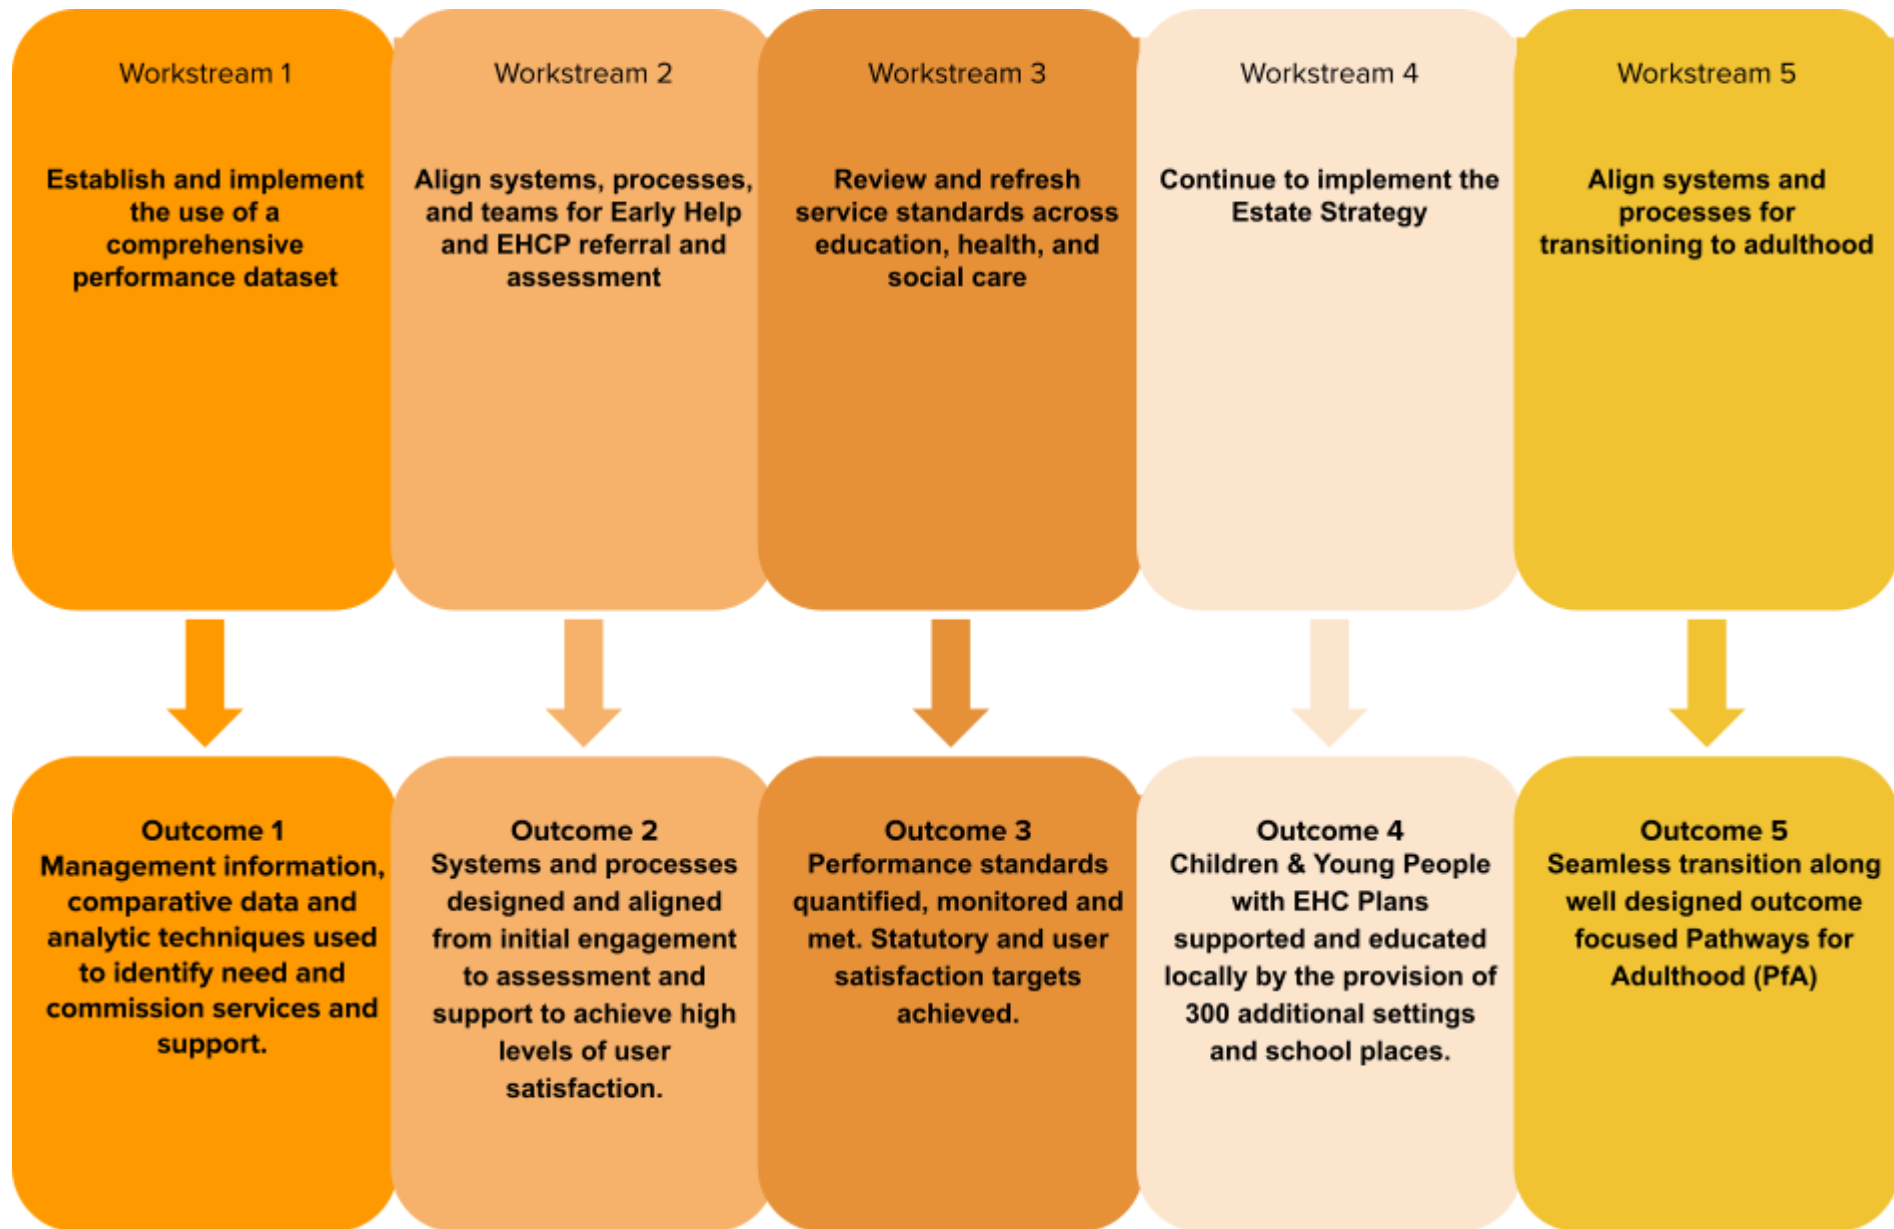 Workstream 1
Establish and implement
the use of a
comprehensive
performance dataset
Workstream 2
Align systems, processes,
and teams for Early Help
and EHCP referral and
assessment
Workstream 3
Review and refresh
service standards across
education, health, and
social care
Workstream 4
Continue to implement the
Estate Strategy
Workstream 5
Align systems and
processes for
transitioning to adulthood
Outcome 1
Management information,
comparative data and
analytic techniques used
to identify need and
commission services and
support.
Outcome 2
Systems and processes
designed and aligned
from initial engagement
to assessment and
support to achieve high
levels of user
satisfaction.
Outcome 3
Performance standards
quantified, monitored and
met. Statutory and user
satisfaction targets
achieved.
Outcome 4
Children & Young People
with EHC Plans
supported and educated
locally by the provision of
300 additional settings
and school places.
Outcome 5
Seamless transition along
well designed outcome
focused Pathways for
Adulthood (PfA)